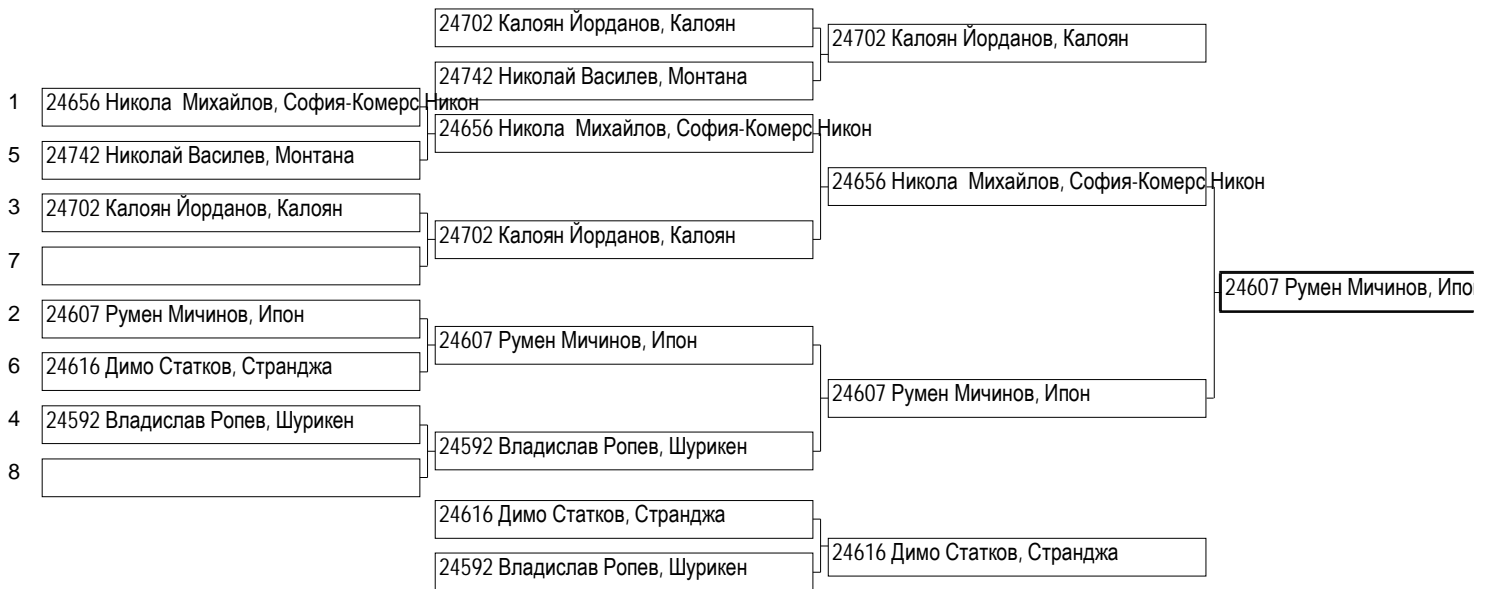 24702 Калоян Йорданов, Калоян
24702 Калоян Йорданов, Калоян
24742 Николай Василев, Монтана
1 24656 Никола  Михайлов, София-Комерс Никон
24656 Никола  Михайлов, София-Комерс Никон
5 24742 Николай Василев, Монтана
24656 Никола  Михайлов, София-Комерс Никон
3 24702 Калоян Йорданов, Калоян
24702 Калоян Йорданов, Калоян
7
24607 Румен Мичинов, Ипо
2 24607 Румен Мичинов, Ипон
24607 Румен Мичинов, Ипон
6 24616 Димо Статков, Странджа
24607 Румен Мичинов, Ипон
4 24592 Владислав Ропев, Шурикен
24592 Владислав Ропев, Шурикен
8
24616 Димо Статков, Странджа
24616 Димо Статков, Странджа
24592 Владислав Ропев, Шурикен